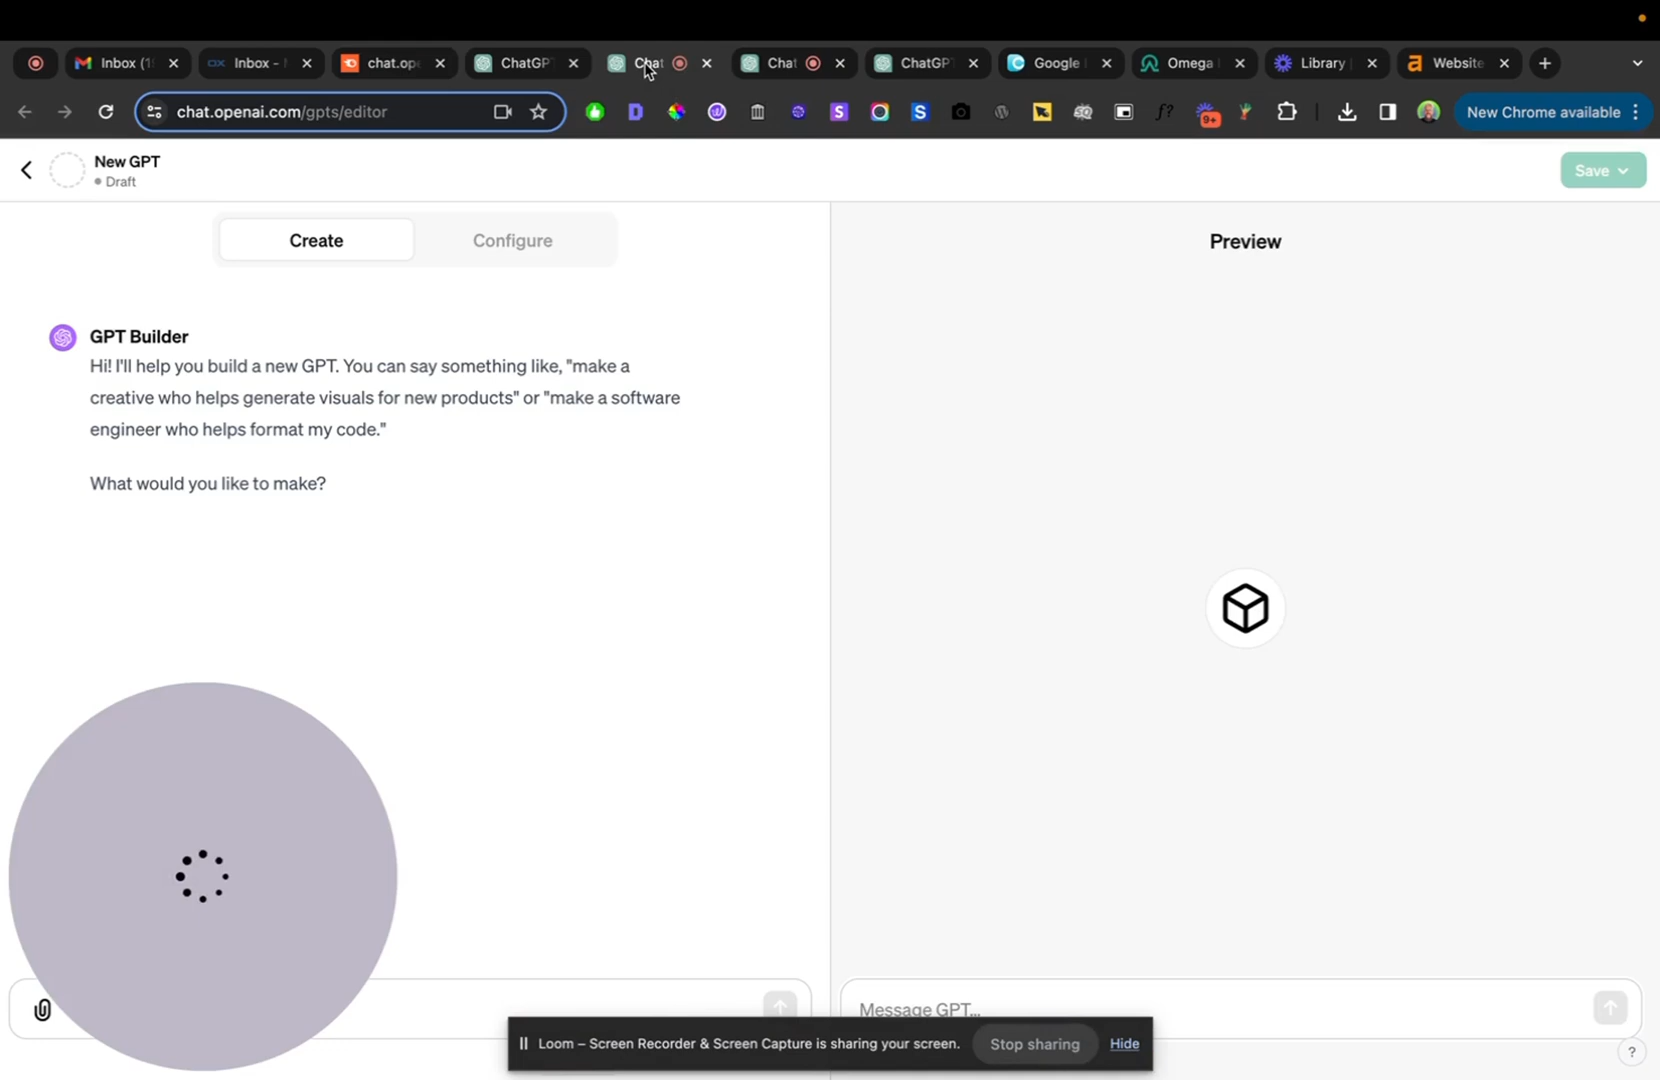 Inbox (1
Inbox -
chat.ope
ChatGP
Chat
Chat
ChatGP
Google
Omega
Library
Website
chat.openai.com/gpts/editor
9+
New Chrome available
New GPT
Draft
Save
Create
Configure
Preview
GPT Builder
Hi! I'll help you build a new GPT. You can say something like, "make a
creative who helps generate visuals for new products" or "make a software
engineer who helps format my code."
What would you like to make?
Message GPT...
Loom – Screen Recorder & Screen Capture is sharing your screen.
Stop sharing
Hide
?